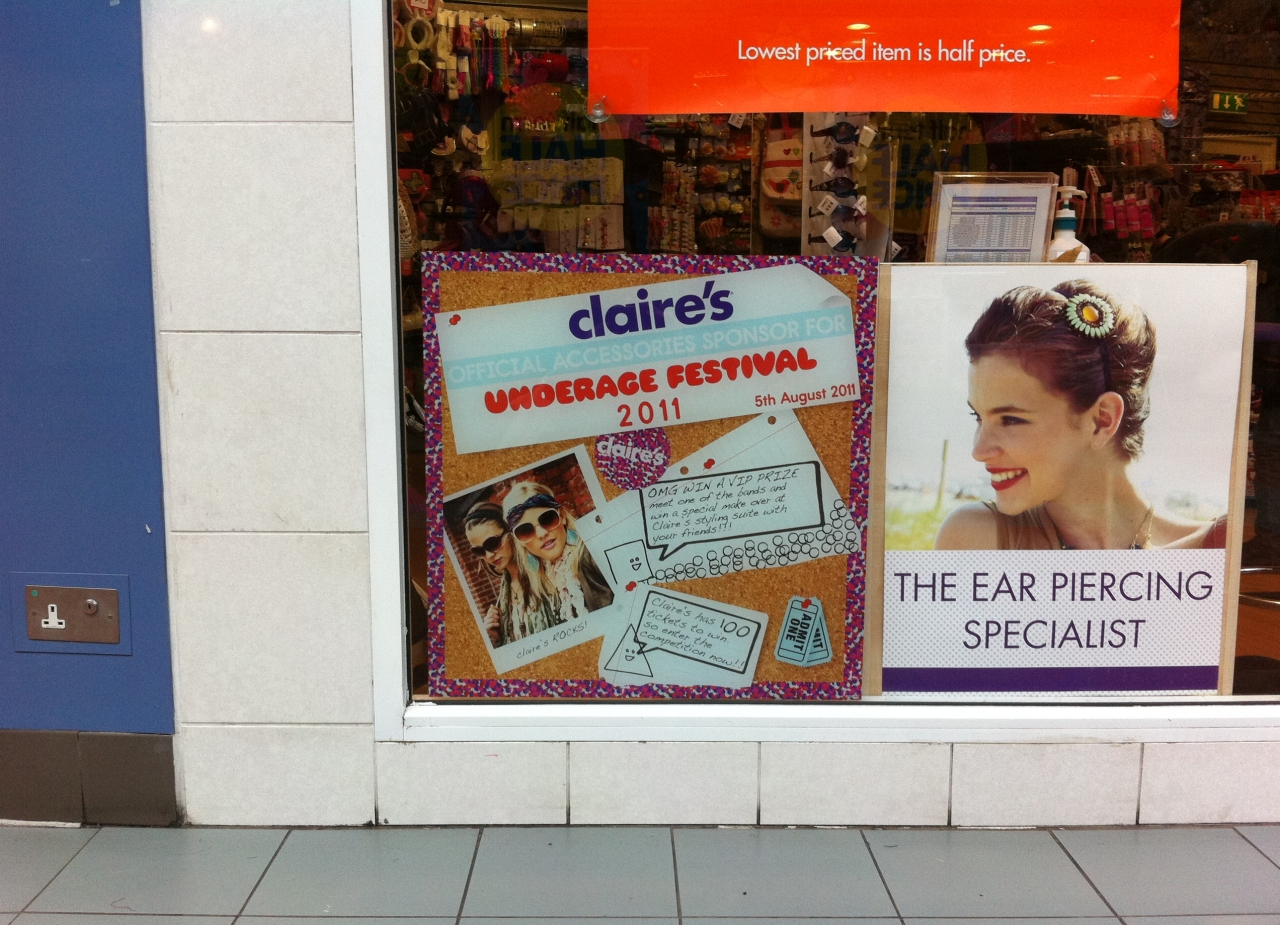 Lowest priced item is half price.
claire's
OFFICIAL ACCESSORIES SPONSOR FOR
UNDERAGE FESTIVAL
2011
5th August 2011
claire's
OMG WIN A VIP PRIZE
meet one of the bands and
win a special make over at
Claire's styling suite with
your friends!!!
claire's ROCKS!
Claire's has 100
tickets to win
so enter the
competition now!!
ADMIT
ONE
THE EAR PIERCING
SPECIALIST